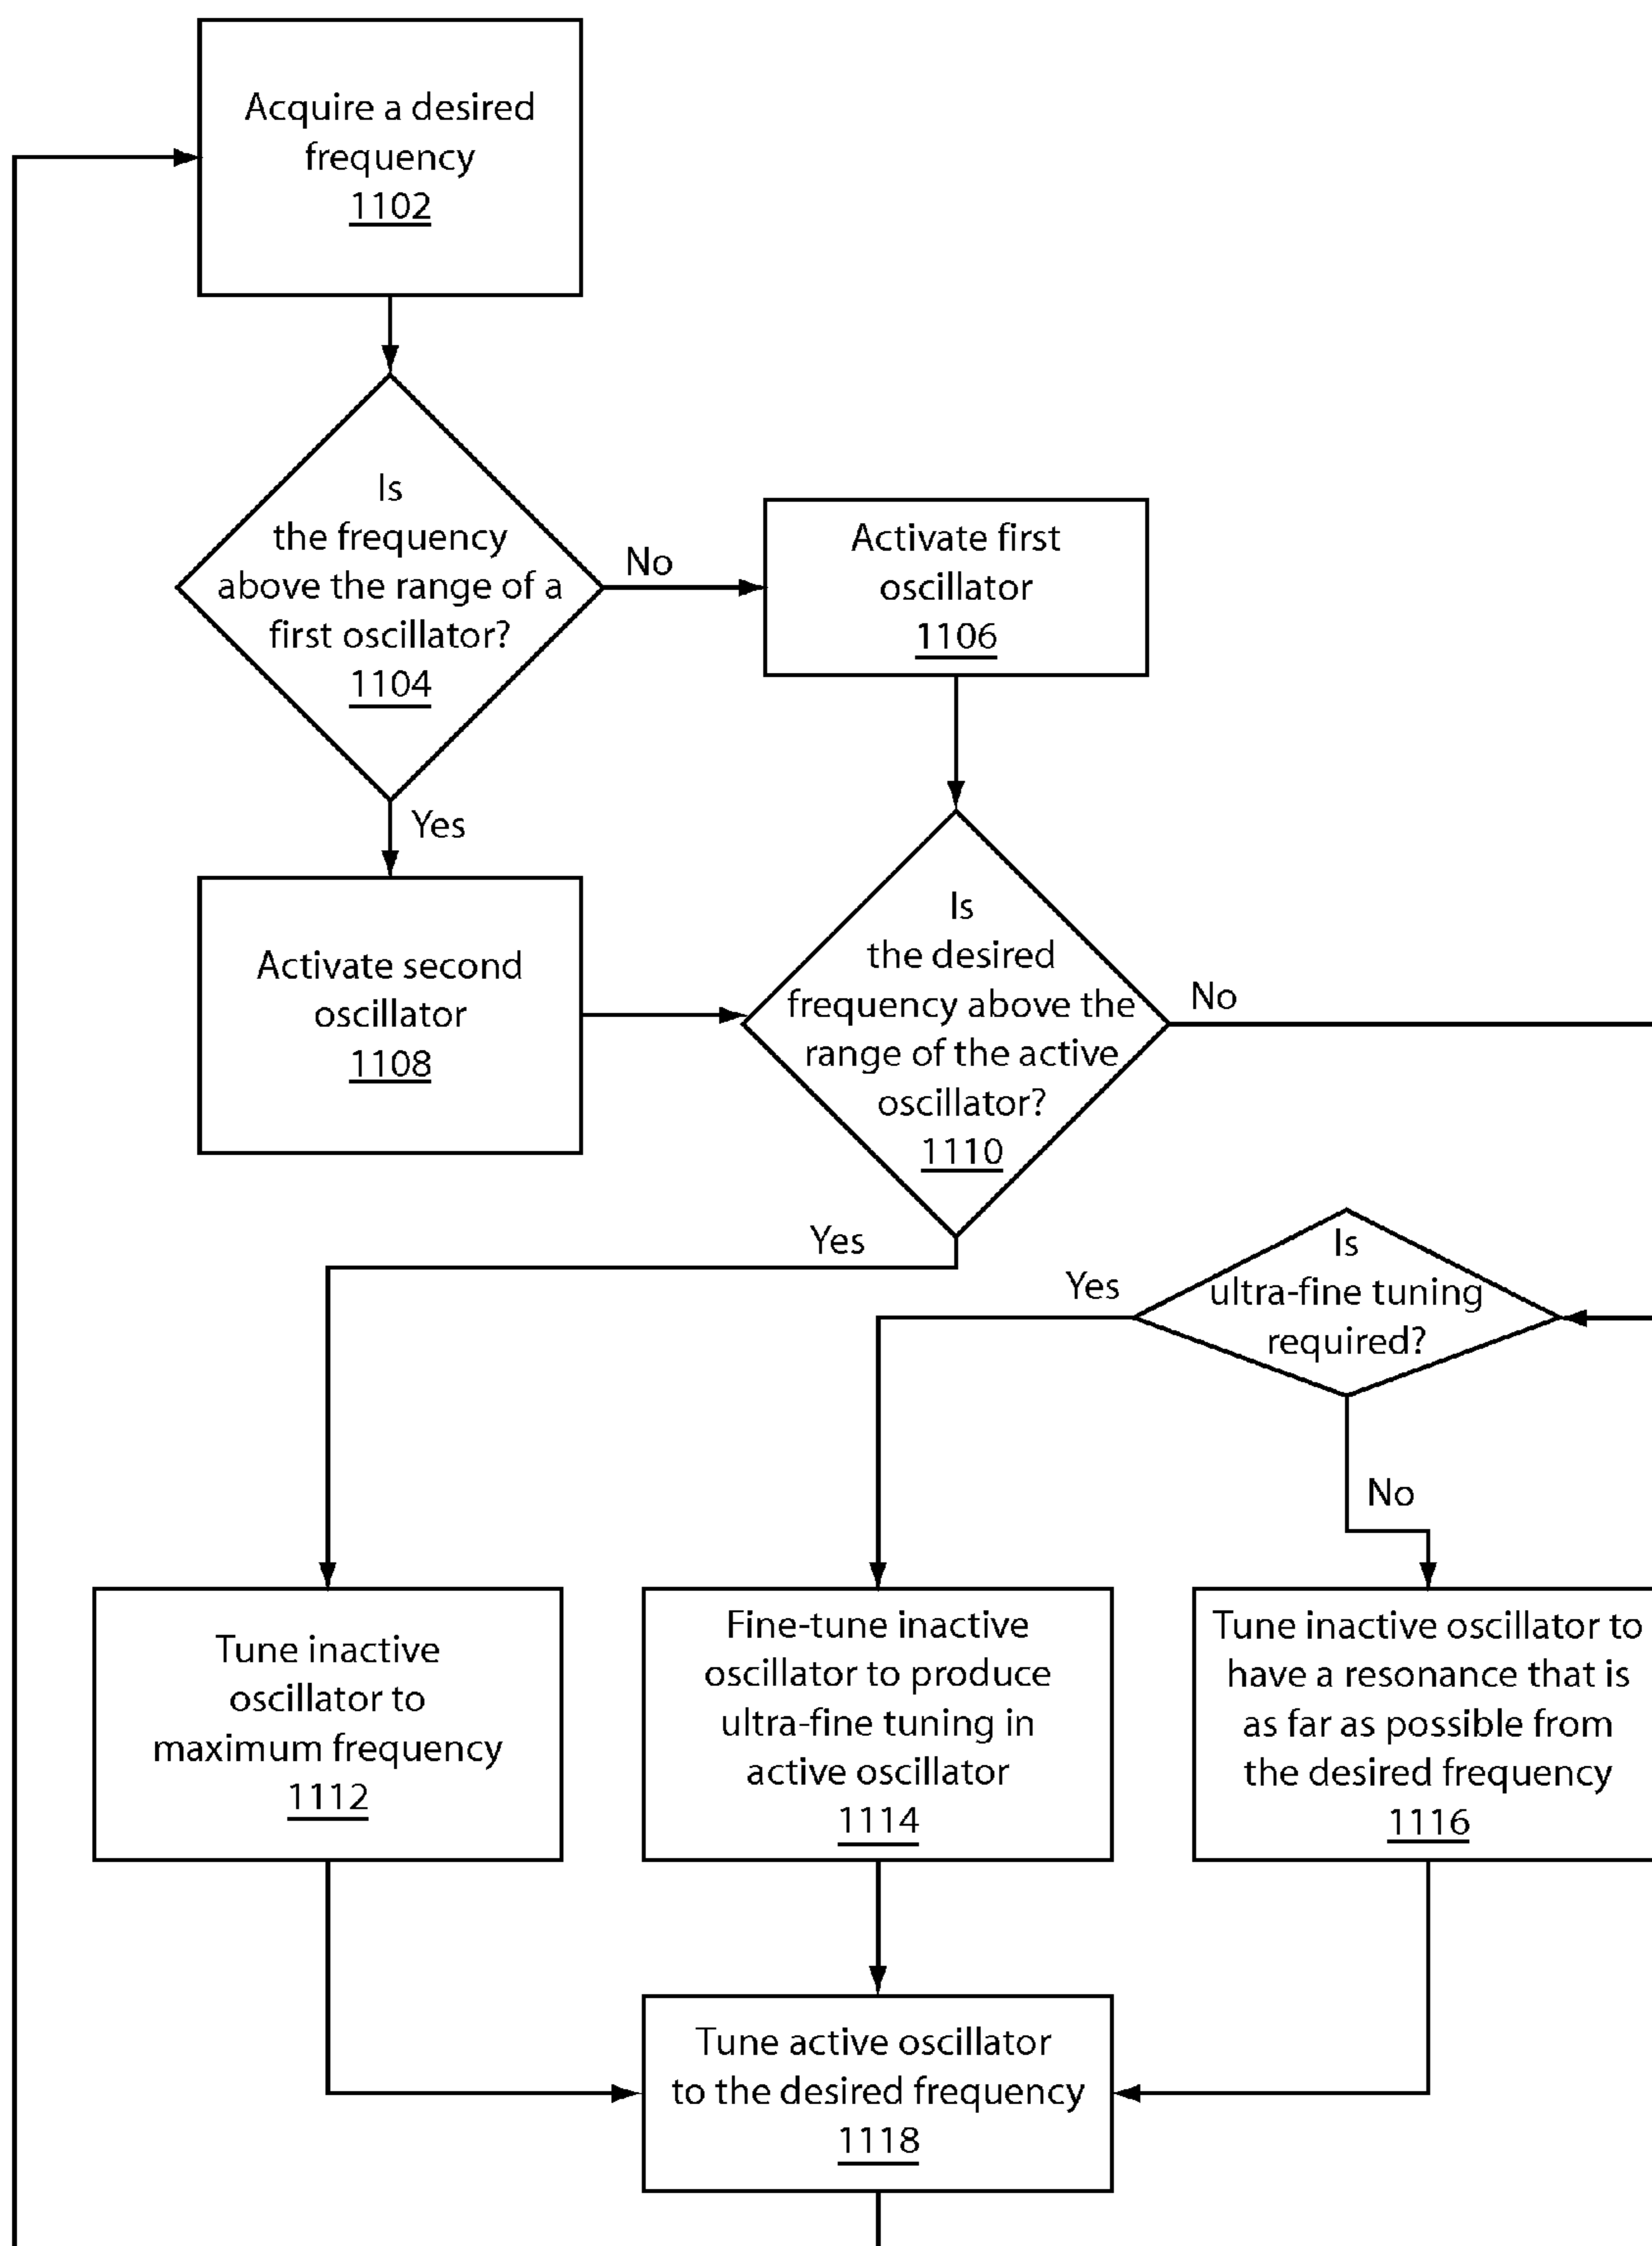 Acquire a desired
frequency
1102
Is
the frequency
above the range of a
first oscillator?
1104
No
Activate first
oscillator
1106
Yes
Activate second
oscillator
1108
Is
the desired
frequency above the
range of the active
oscillator?
1110
No
Yes
Is
ultra-fine tuning
required?
Yes
No
Tune inactive
oscillator to
maximum frequency
1112
Fine-tune inactive
oscillator to produce
ultra-fine tuning in
active oscillator
1114
Tune inactive oscillator to
have a resonance that is
as far as possible from
the desired frequency
1116
Tune active oscillator
to the desired frequency
1118